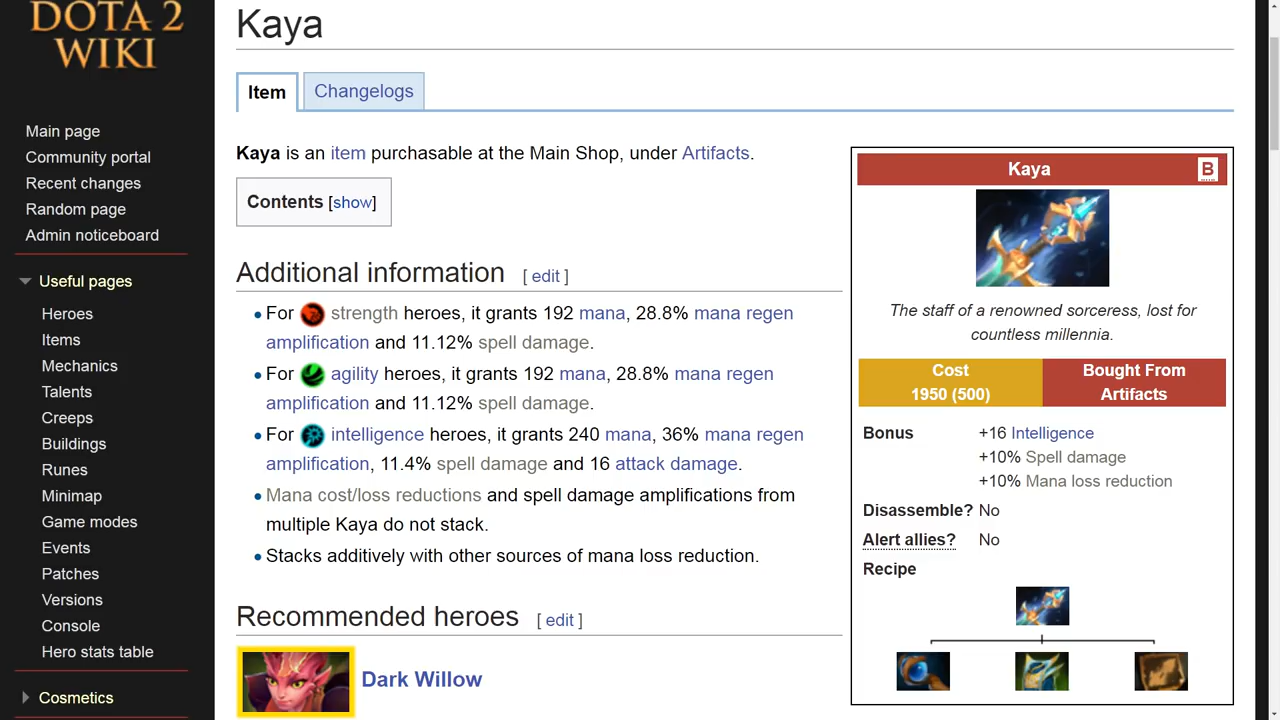 DOTA 2
WIKI
Main page
Community portal
Recent changes
Random page
Admin noticeboard
Useful pages
Heroes
Items
Mechanics
Talents
Creeps
Buildings
Runes
Minimap
Game modes
Events
Patches
Versions
Console
Hero stats table
Cosmetics
Kaya
Item
Changelogs
Kaya is an item purchasable at the Main Shop, under Artifacts.
Contents [show]
Additional information [ edit ]
• For strength heroes, it grants 192 mana, 28.8% mana regen
amplification and 11.12% spell damage.
• For agility heroes, it grants 192 mana, 28.8% mana regen
amplification and 11.12% spell damage.
• For intelligence heroes, it grants 240 mana, 36% mana regen
amplification, 11.4% spell damage and 16 attack damage.
• Mana cost/loss reductions and spell damage amplifications from
multiple Kaya do not stack.
• Stacks additively with other sources of mana loss reduction.
Recommended heroes [ edit ]
Dark Willow
Kaya B
The staff of a renowned sorceress, lost for
countless millennia.
Cost
1950 (500)
Bought From
Artifacts
Bonus +16 Intelligence
+10% Spell damage
+10% Mana loss reduction
Disassemble? No
Alert allies? No
Recipe